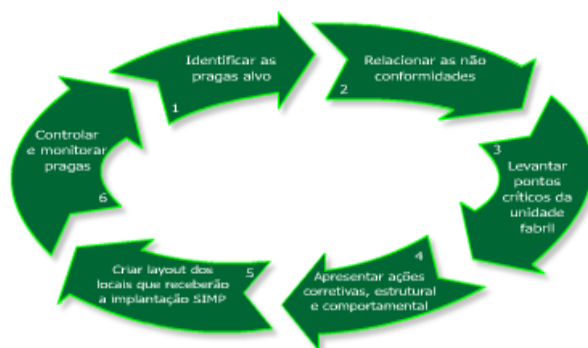 Identificar as
pragas alvo
1
Relacionar as não
conformidades
2
3
Levantar
pontos
críticos da
unidade
fabril
4
Apresentar ações
corretivas, estrutural
e comportamental
5
Criar layout dos
locais que receberão
a implantação SIMP
Controlar
e monitorar
pragas
6